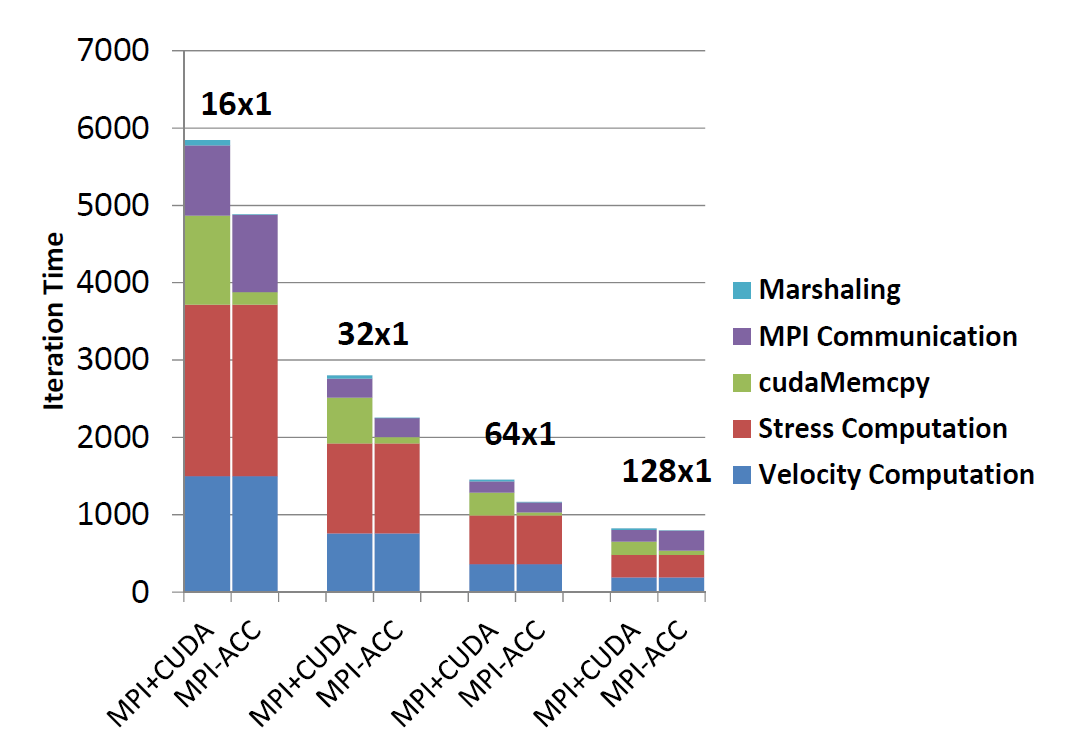 7000
6000
5000
4000
3000
2000
1000
0
Iteration Time
16x1
32x1
64x1
128x1
MPI+CUDA
MPI-ACC
MPI+CUDA
MPI-ACC
MPI+CUDA
MPI-ACC
MPI+CUDA
MPI-ACC
Marshaling
MPI Communication
cudaMemcpy
Stress Computation
Velocity Computation